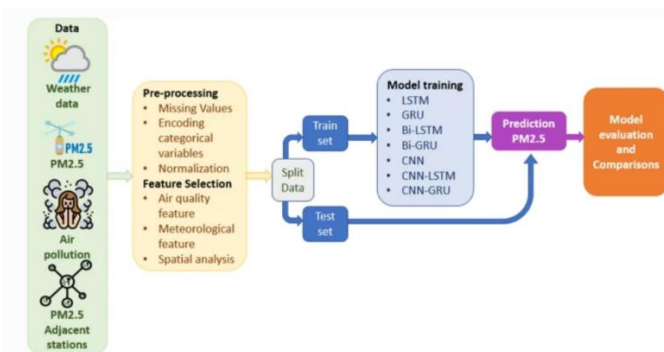 Data
Weather
data
PM2.5
PM2.5
Air
pollution
PM2.5
Adjacent
stations
Pre-processing
• Missing Values
• Encoding
categorical
variables
• Normalization
Feature Selection
• Air quality
feature
• Meteorological
feature
• Spatial analysis
Split
Data
Train
set
Test
set
Model training
• LSTM
• GRU
• Bi-LSTM
• Bi-GRU
• CNN
• CNN-LSTM
• CNN-GRU
Prediction
PM2.5
Model
evaluation
and
Comparisons